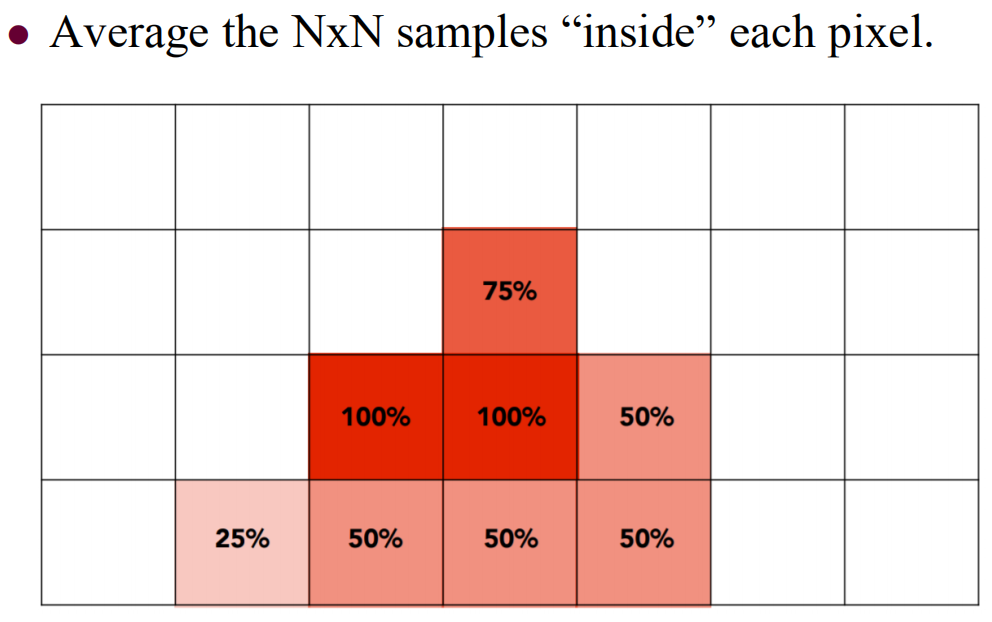 ● Average the NxN samples “inside” each pixel.
75%
100% 100% 50%
25% 50% 50% 50%